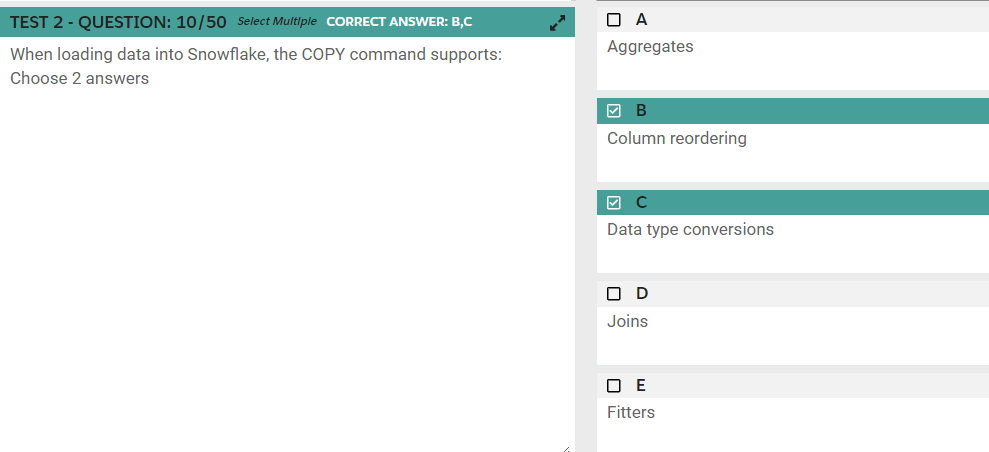 TEST 2 - QUESTION: 10/50 Select Multiple CORRECT ANSWER: B,C
When loading data into Snowflake, the COPY command supports:
Choose 2 answers
A
Aggregates
B
Column reordering
C
Data type conversions
D
Joins
E
Fitters